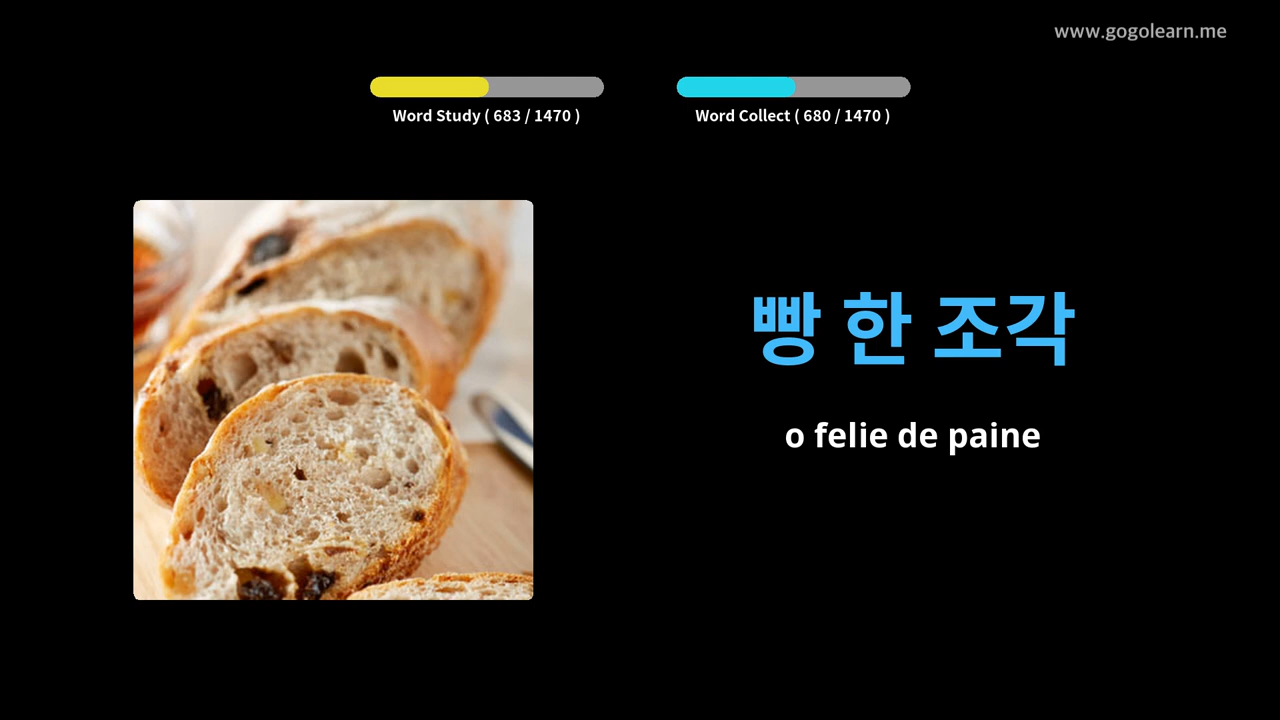 www.gogolearn.me
Word Study ( 683 / 1470 )
Word Collect ( 680 / 1470 )
빵 한 조각
o felie de paine